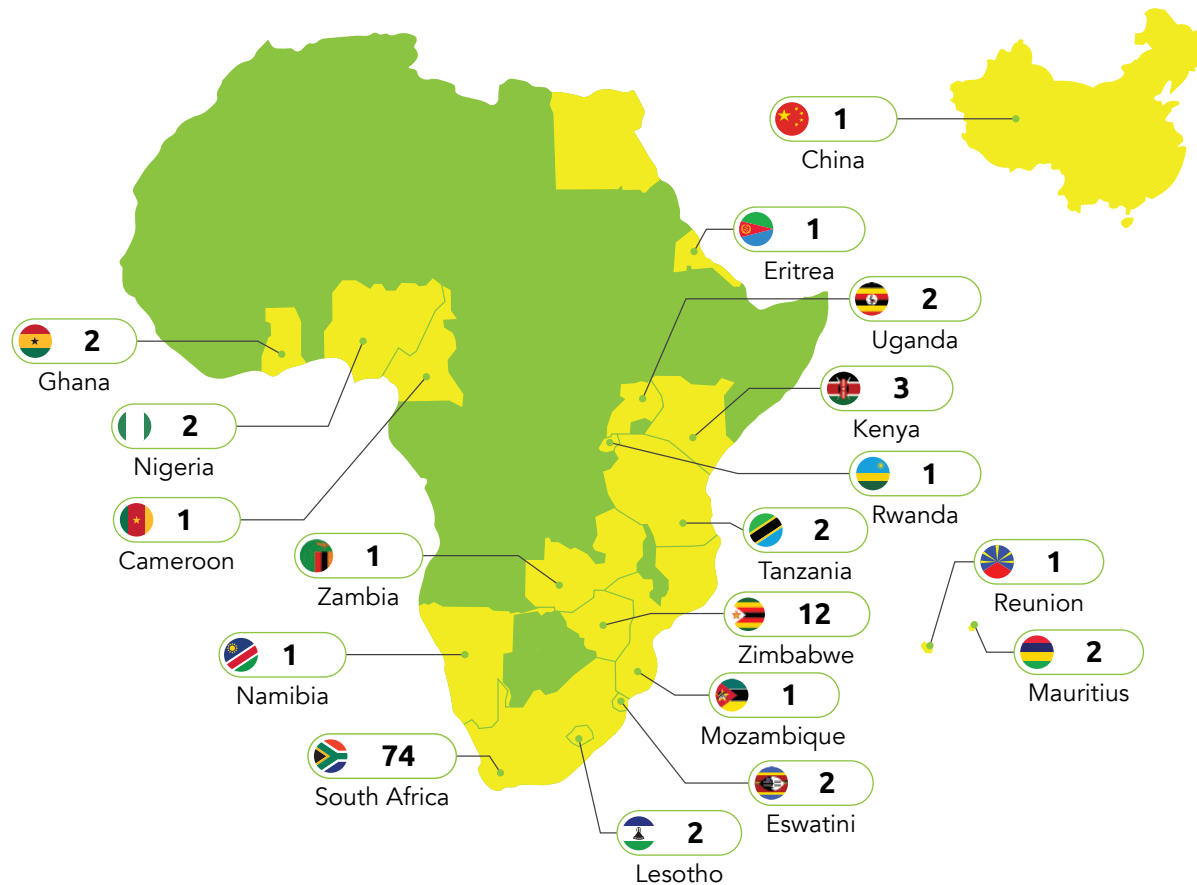 1
China
1
Eritrea
2
Uganda
2
Ghana
3
Kenya
2
Nigeria
1
Rwanda
1
Cameroon
2
Tanzania
1
Zambia
1
Reunion
12
Zimbabwe
1
Namibia
2
Mauritius
1
Mozambique
74
South Africa
2
Eswatini
2
Lesotho